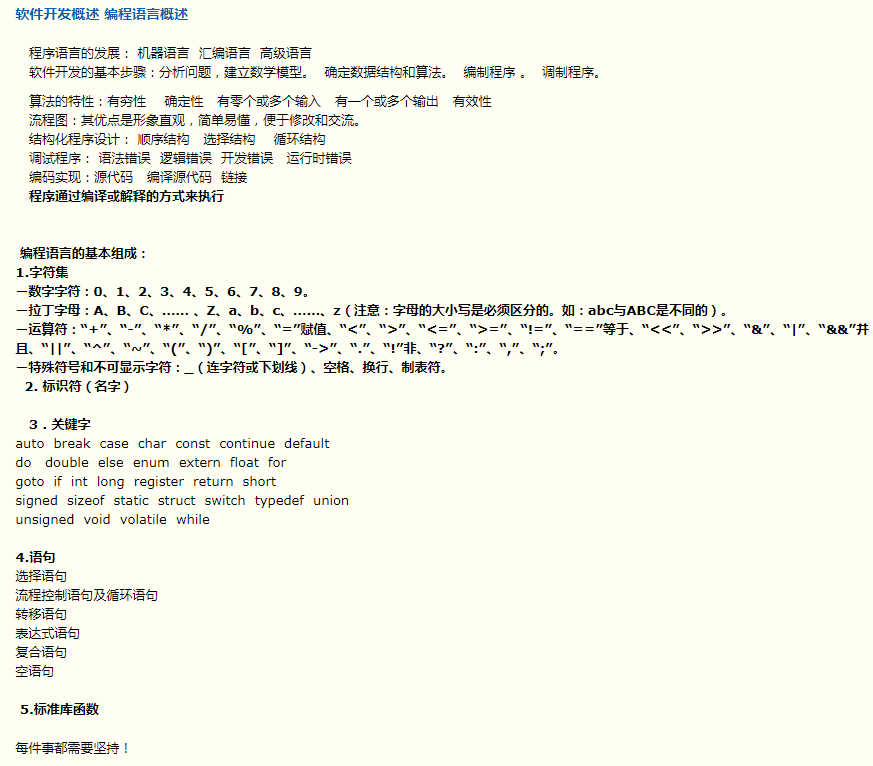 软件开发概述 编程语言概述
程序语言的发展： 机器语言 汇编语言 高级语言
软件开发的基本步骤：分析问题，建立数学模型。 确定数据结构和算法。 编制程序 。 调制程序。
算法的特性：有穷性 确定性 有零个或多个输入 有一个或多个输出 有效性
流程图：其优点是形象直观，简单易懂，便于修改和交流。
结构化程序设计： 顺序结构 选择结构 循环结构
调试程序： 语法错误 逻辑错误 开发错误 运行时错误
编码实现：源代码 编译源代码 链接
程序通过编译或解释的方式来执行
编程语言的基本组成：
1.字符集
—数字字符：0、1、2、3、4、5、6、7、8、9。
—拉丁字母：A、B、C、…… 、Z、a、b、c、……、z（注意：字母的大小写是必须区分的。如：abc与ABC是不同的）。
—运算符：“+”、“-”、“*”、“/”、“%”、“=”赋值、“<”、“>”、“<=”、“>=”、“!=”、“==”等于、“<<”、“>>”、“&”、“|”、“&&”并
且、“||”、“^”、“~”、“(”、“)”、“[”、“]”、“->”、“.”、“!”非、“?”、“:”、“,”、“;”。
—特殊符号和不可显示字符：_（连字符或下划线）、空格、换行、制表符。
2. 标识符（名字）
3．关键字
auto break case char const continue default
do double else enum extern float for
goto if int long register return short
signed sizeof static struct switch typedef union
unsigned void volatile while
4.语句
选择语句
流程控制语句及循环语句
转移语句
表达式语句
复合语句
空语句
5.标准库函数
每件事都需要坚持！